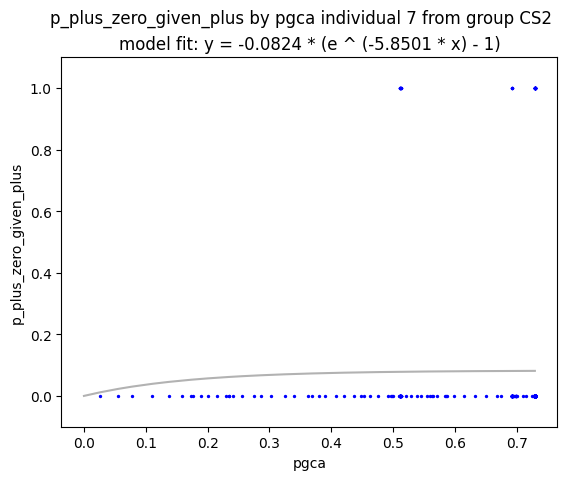 p_plus_zero_given_plus by pgca individual 7 from group CS2
model fit: y = -0.0824 * (e ^ (-5.8501 * x) - 1)
1.0
0.8
0.6
0.4
0.2
0.0
p_plus_zero_given_plus
0.0 0.1 0.2 0.3 0.4 0.5 0.6 0.7
pgca